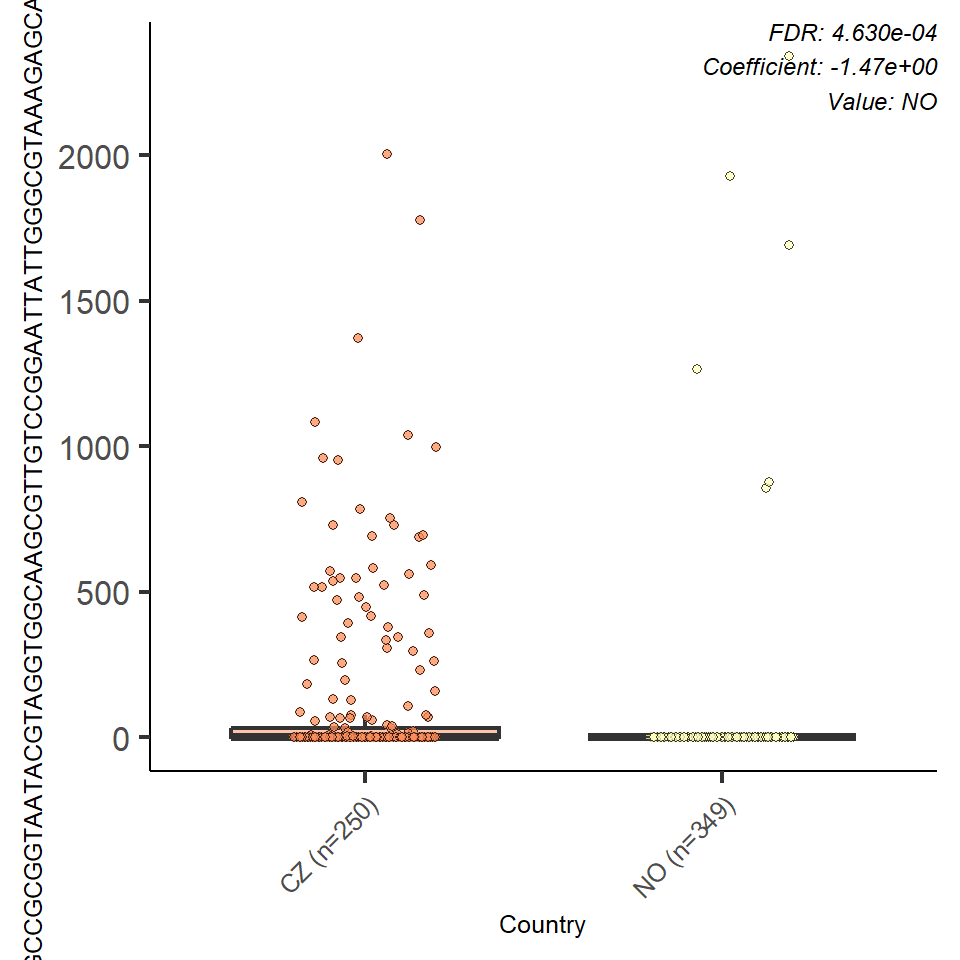 FDR: 4.630e-04
Coefficient: -1.47e+00
Value: NO
GCCGCGGTAATACGTAGGTGGCAAGCGTTGTCCGGAATTATTGGGCGTAAAGAGCA
2000
1500
1000
500
0
CZ (n=250)
NO (n=349)
Country